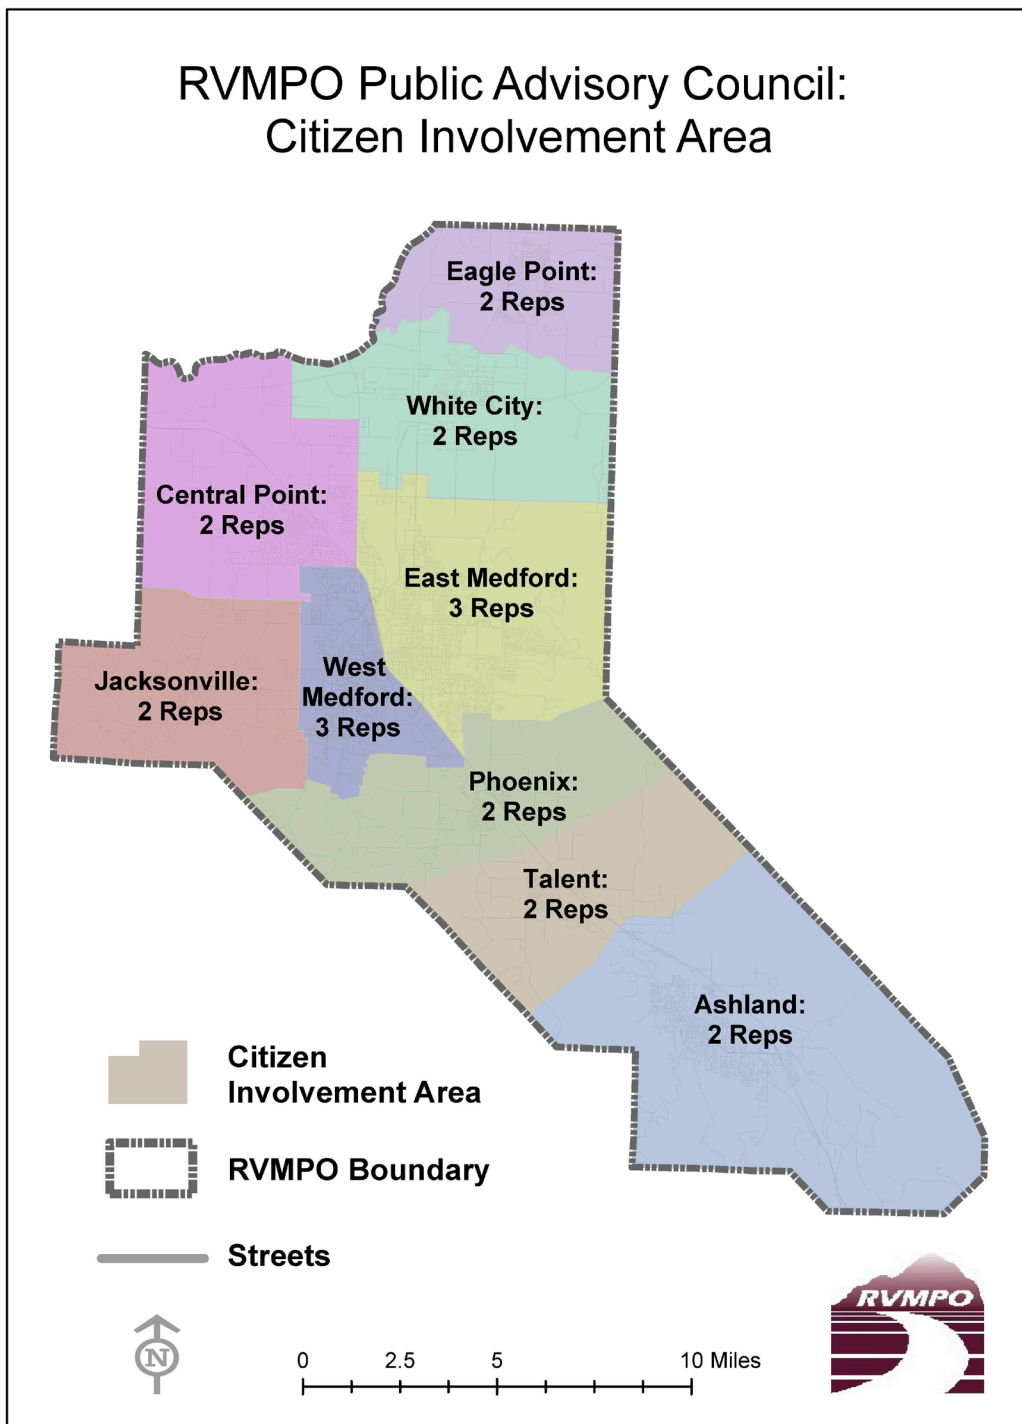 RVMPO Public Advisory Council:
Citizen Involvement Area
Eagle Point:
2 Reps
White City:
2 Reps
Central Point:
2 Reps
East Medford:
3 Reps
West
Medford:
3 Reps
Jacksonville:
2 Reps
Phoenix:
2 Reps
Talent:
2 Reps
Ashland:
2 Reps
Citizen
Involvement Area
RVMPO Boundary
Streets
N
0 2.5 5 10 Miles
RVMPO